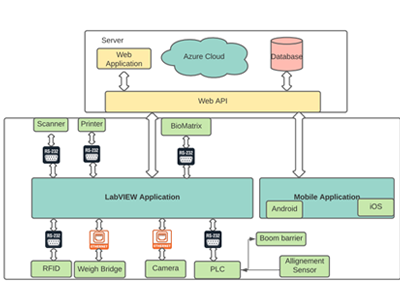 Server
Web
Application
Azure Cloud
Database
Web API
Scanner
Printer
BioMatrix
RS-232
RS-232
RS-232
LabVIEW Application
Mobile Application
Android
iOS
RS-232
ETHERNET
ETHERNET
RS-232
Boom barrier
RFID
Weigh Bridge
Camera
PLC
Allignement
Sensor